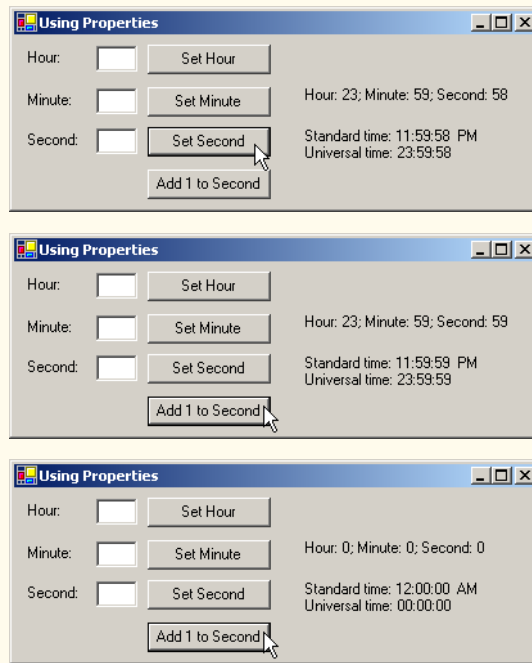 Using Properties
Hour: Set Hour
Minute: Set Minute Hour: 23; Minute: 59; Second: 58
Second: Set Second Standard time: 11:59:58 PM
Universal time: 23:59:58
Add 1 to Second
Using Properties
Hour: Set Hour
Minute: Set Minute Hour: 23; Minute: 59; Second: 59
Second: Set Second Standard time: 11:59:59 PM
Universal time: 23:59:59
Add 1 to Second
Using Properties
Hour: Set Hour
Minute: Set Minute Hour: 0; Minute: 0; Second: 0
Second: Set Second Standard time: 12:00:00 AM
Universal time: 00:00:00
Add 1 to Second